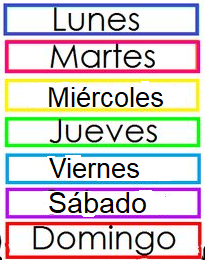 Lunes
Martes
Miércoles
Jueves
Viernes
Sábado
Domingo